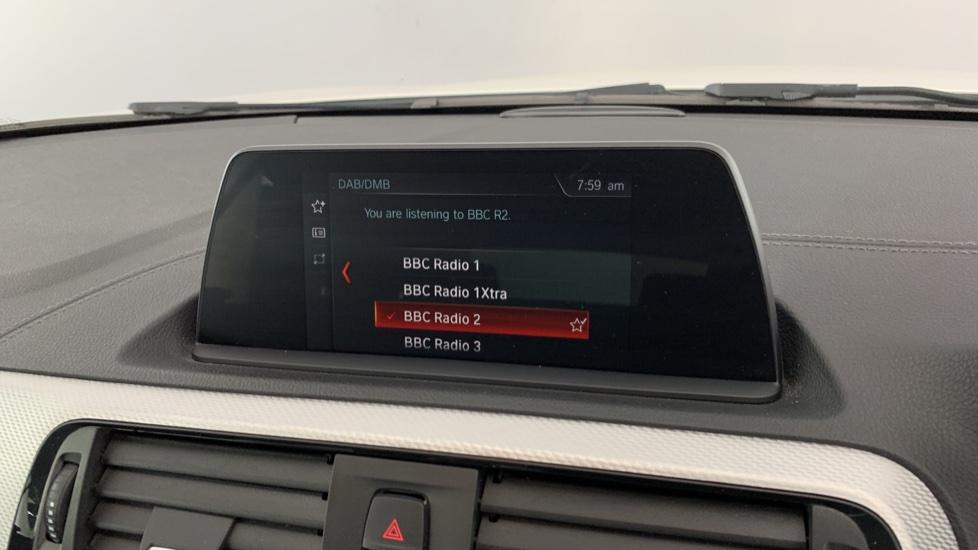 DAB/DMB
7:59 am
You are listening to BBC R2.
BBC Radio 1
BBC Radio 1Xtra
BBC Radio 2
BBC Radio 3